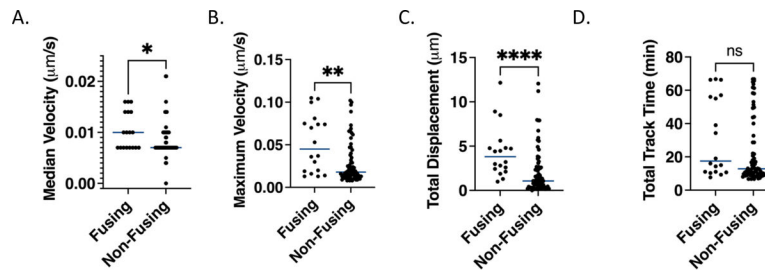 A.
Median Velocity (μm/s)
0.02
0.01
0.00
*
Fusing
Non-Fusing
B.
Maximum Velocity (μm/s)
0.15
0.10
0.05
0.00
**
Fusing
Non-Fusing
C.
Total Displacement (μm)
15
10
5
0
****
Fusing
Non-Fusing
D.
Total Track Time (min)
80
60
40
20
0
ns
Fusing
Non-Fusing